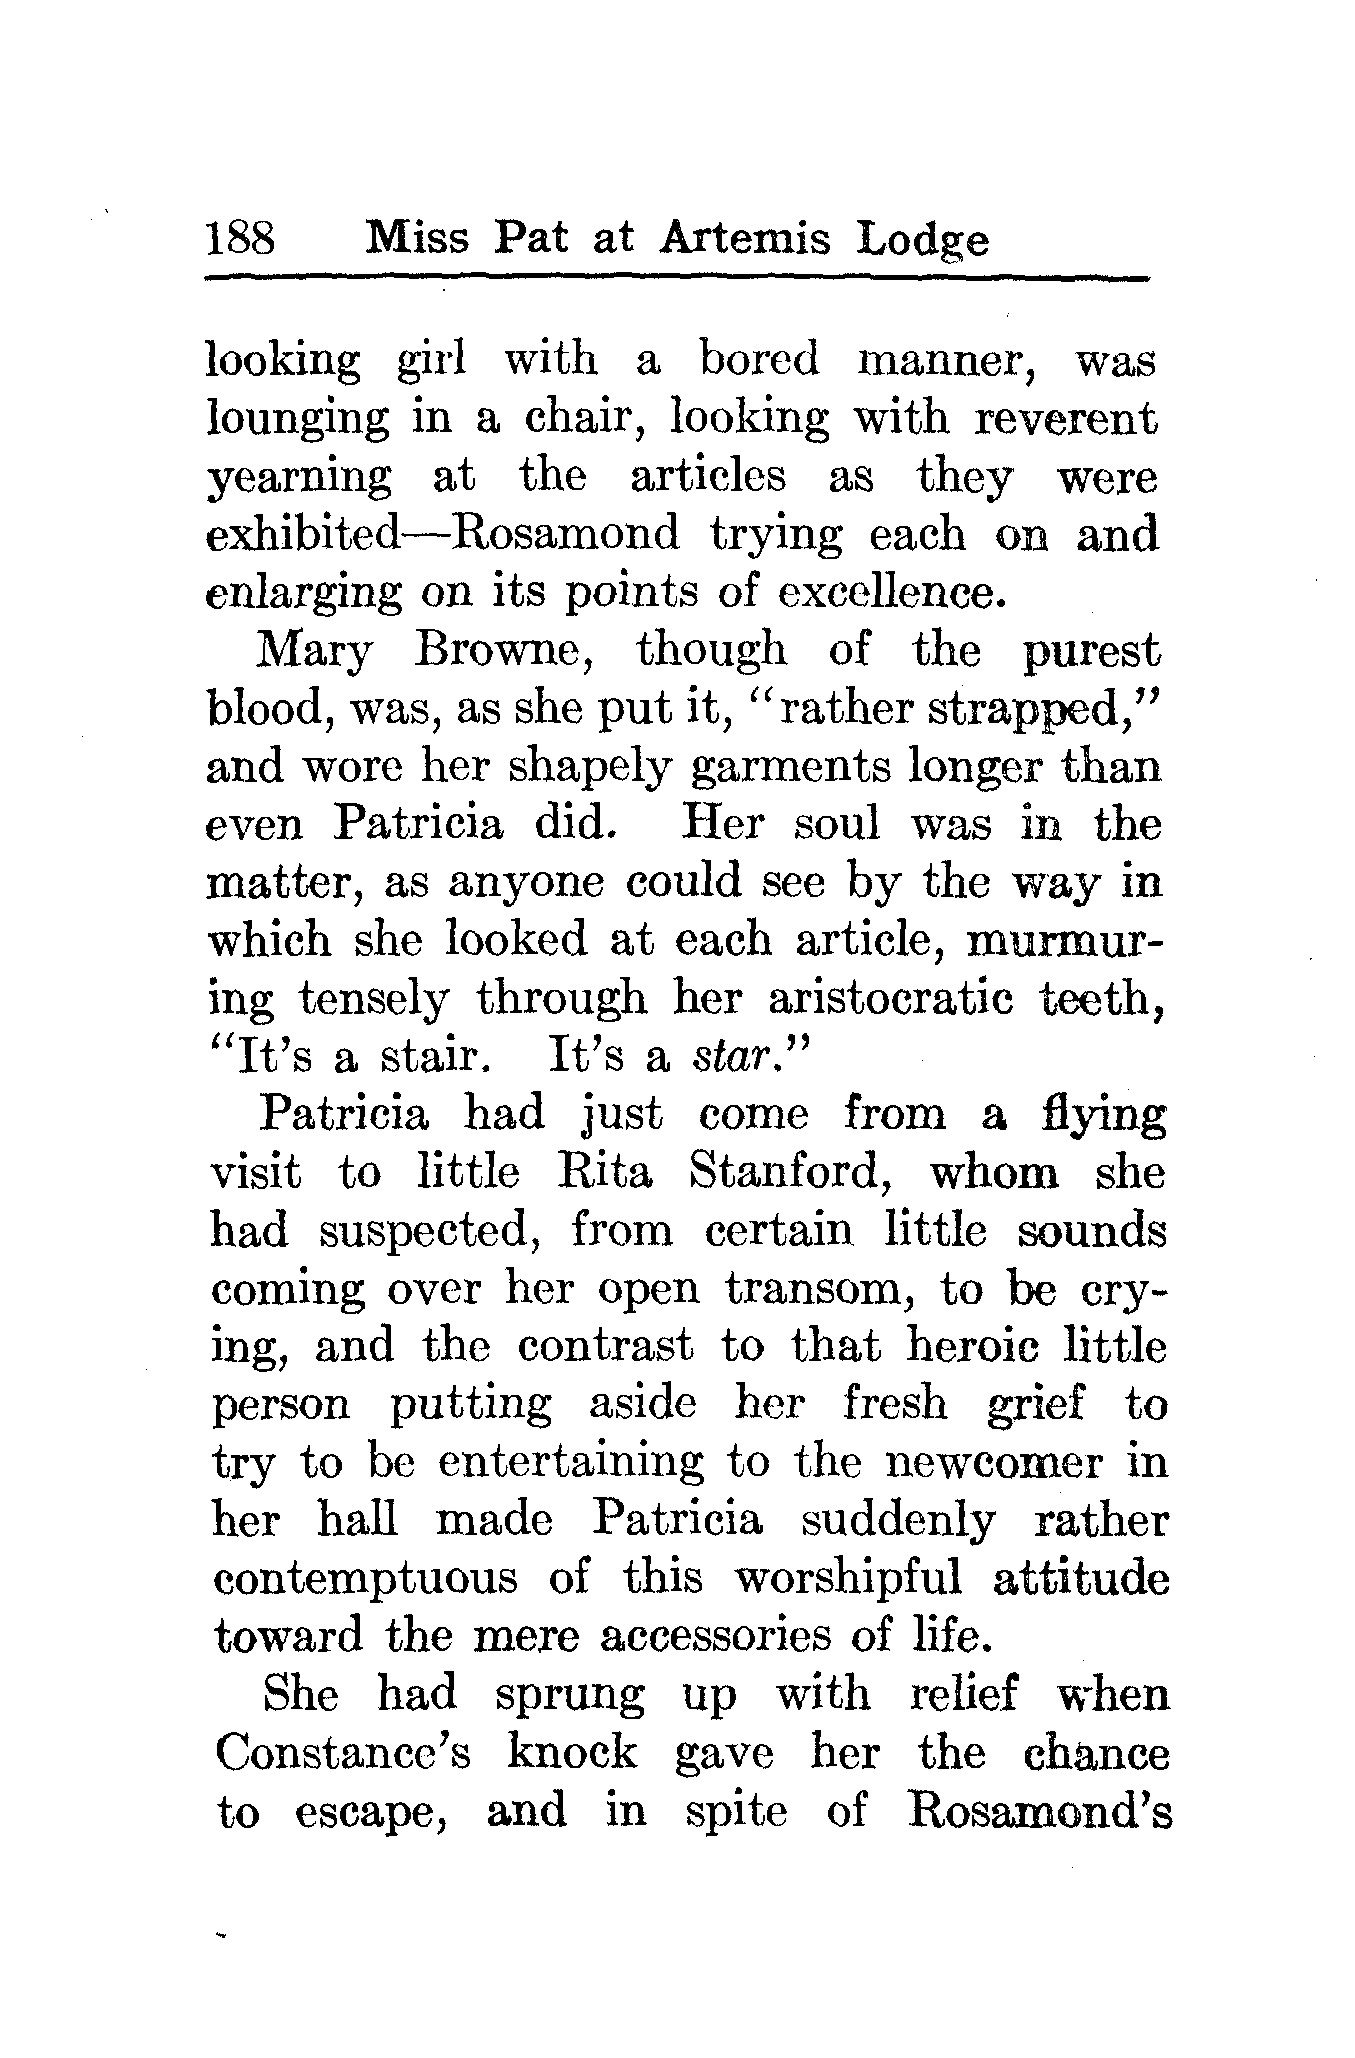 188 Miss Pat at Artemis Lodge
looking girl with a bored manner, was
lounging in a chair, looking with reverent
yearning at the articles as they were
exhibited—Rosamond trying each on and
enlarging on its points of excellence.
Mary Browne, though of the purest
blood, was, as she put it, "rather strapped,"
and wore her shapely garments longer than
even Patricia did. Her soul was in the
matter, as anyone could see by the way in
which she looked at each article, murmur-
ing tensely through her aristocratic teeth,
"It's a stair. It's a star."
Patricia had just come from a flying
visit to little Rita Stanford, whom she
had suspected, from certain little sounds
coming over her open transom, to be cry-
ing, and the contrast to that heroic little
person putting aside her fresh grief to
try to be entertaining to the newcomer in
her hall made Patricia suddenly rather
contemptuous of this worshipful attitude
toward the mere accessories of life.
She had sprung up with relief when
Constance's knock gave her the chance
to escape, and in spite of Rosamond's